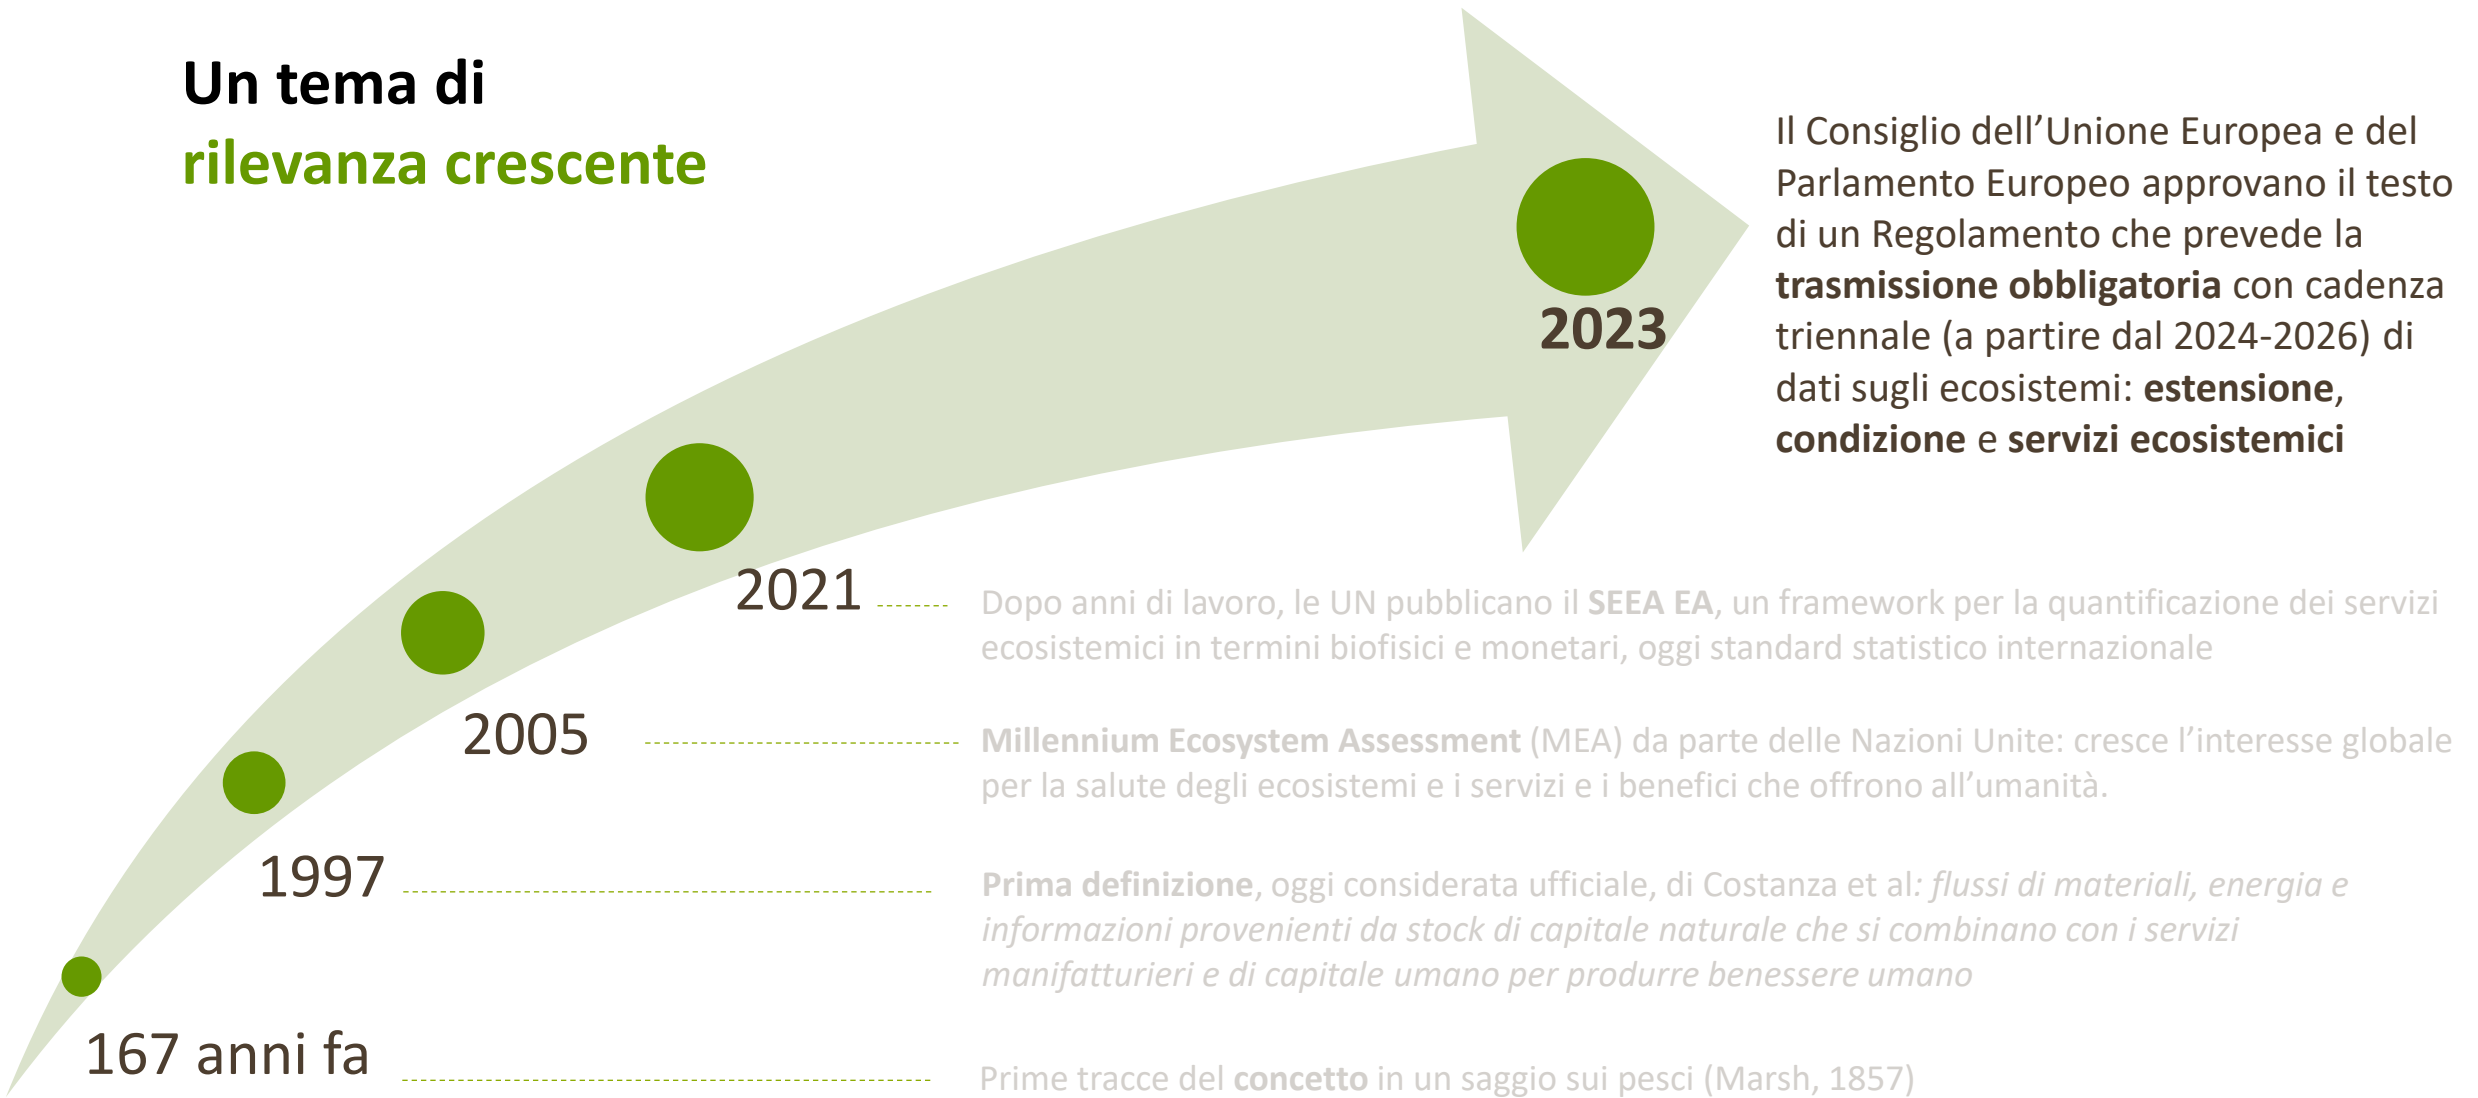 Un tema di
rilevanza crescente
Il Consiglio dell’Unione Europea e del
Parlamento Europeo approvano il testo
di un Regolamento che prevede la
trasmissione obbligatoria con cadenza
triennale (a partire dal 2024-2026) di
dati sugli ecosistemi: estensione,
condizione e servizi ecosistemici
2023
2021
Dopo anni di lavoro, le UN pubblicano il SEEA EA, un framework per la quantificazione dei servizi
ecosistemici in termini biofisici e monetari, oggi standard statistico internazionale
2005
Millennium Ecosystem Assessment (MEA) da parte delle Nazioni Unite: cresce l’interesse globale
per la salute degli ecosistemi e i servizi e i benefici che offrono all’umanità.
1997
Prima definizione, oggi considerata ufficiale, di Costanza et al: flussi di materiali, energia e
informazioni provenienti da stock di capitale naturale che si combinano con i servizi
manifatturieri e di capitale umano per produrre benessere umano
167 anni fa
Prime tracce del concetto in un saggio sui pesci (Marsh, 1857)